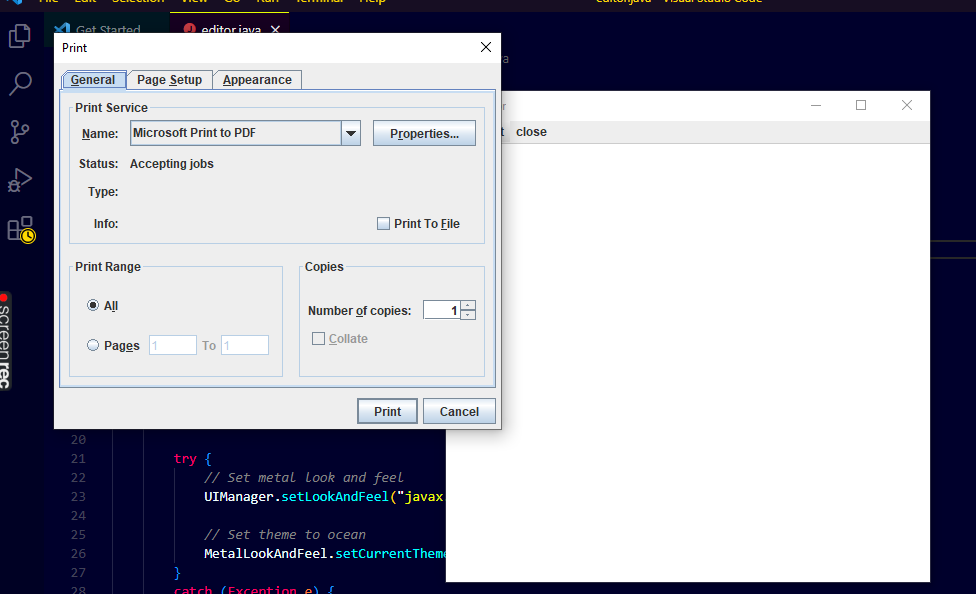 File Edit Selection View Go Run Terminal Help
editor.java - Visual Studio Code
Get Started
editor.java
Print
General Page Setup Appearance
Print Service
Name: Microsoft Print to PDF Properties...
Status: Accepting jobs
Type:
Info:
Print To File
Print Range
All
Pages 1 To 1
Copies
Number of copies: 1
Collate
Print Cancel
close
screenrec
20
21 try {
22 // Set metal look and feel
23 UIManager.setLookAndFeel("javax
24
25 // Set theme to ocean
26 MetalLookAndFeel.setCurrentTheme
27 }
28 catch (Exception e) {